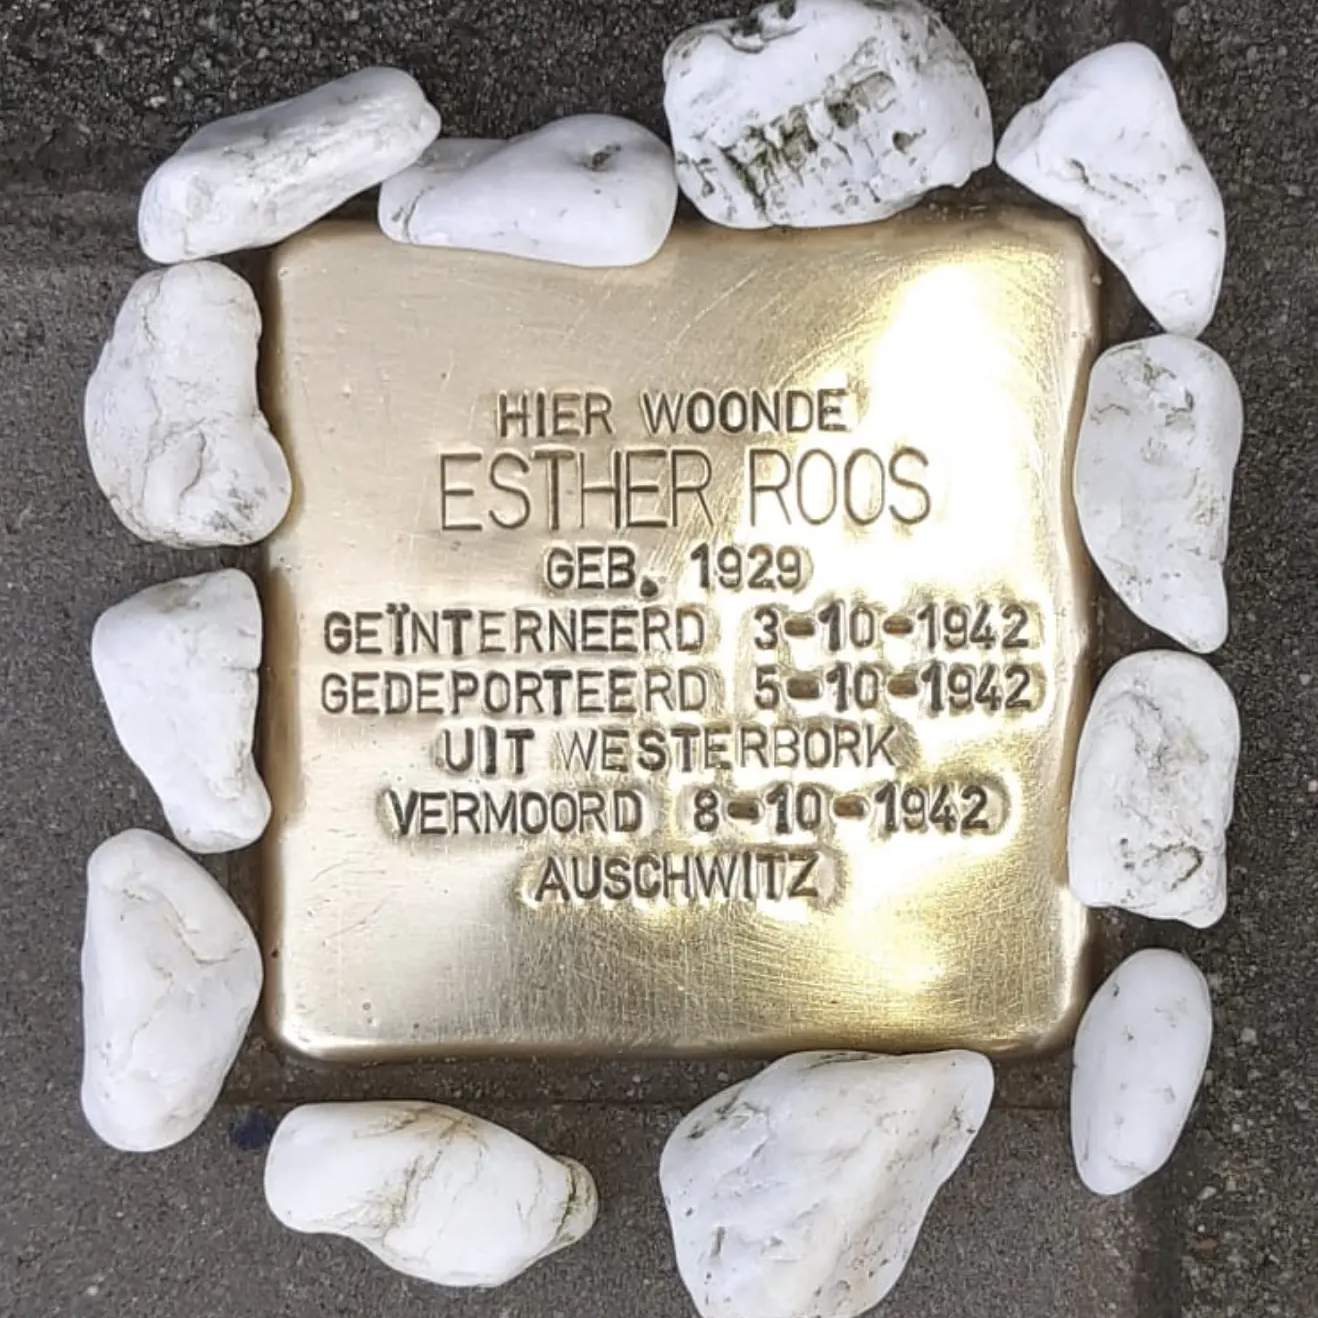 HIER WOONDE
ESTHER ROOS
GEB. 1929
GEÏNTERNEERD 3-10-1942
GEDEPORTEERD 5-10-1942
UIT WESTERBORK
VERMOORD 8-10-1942
AUSCHWITZ